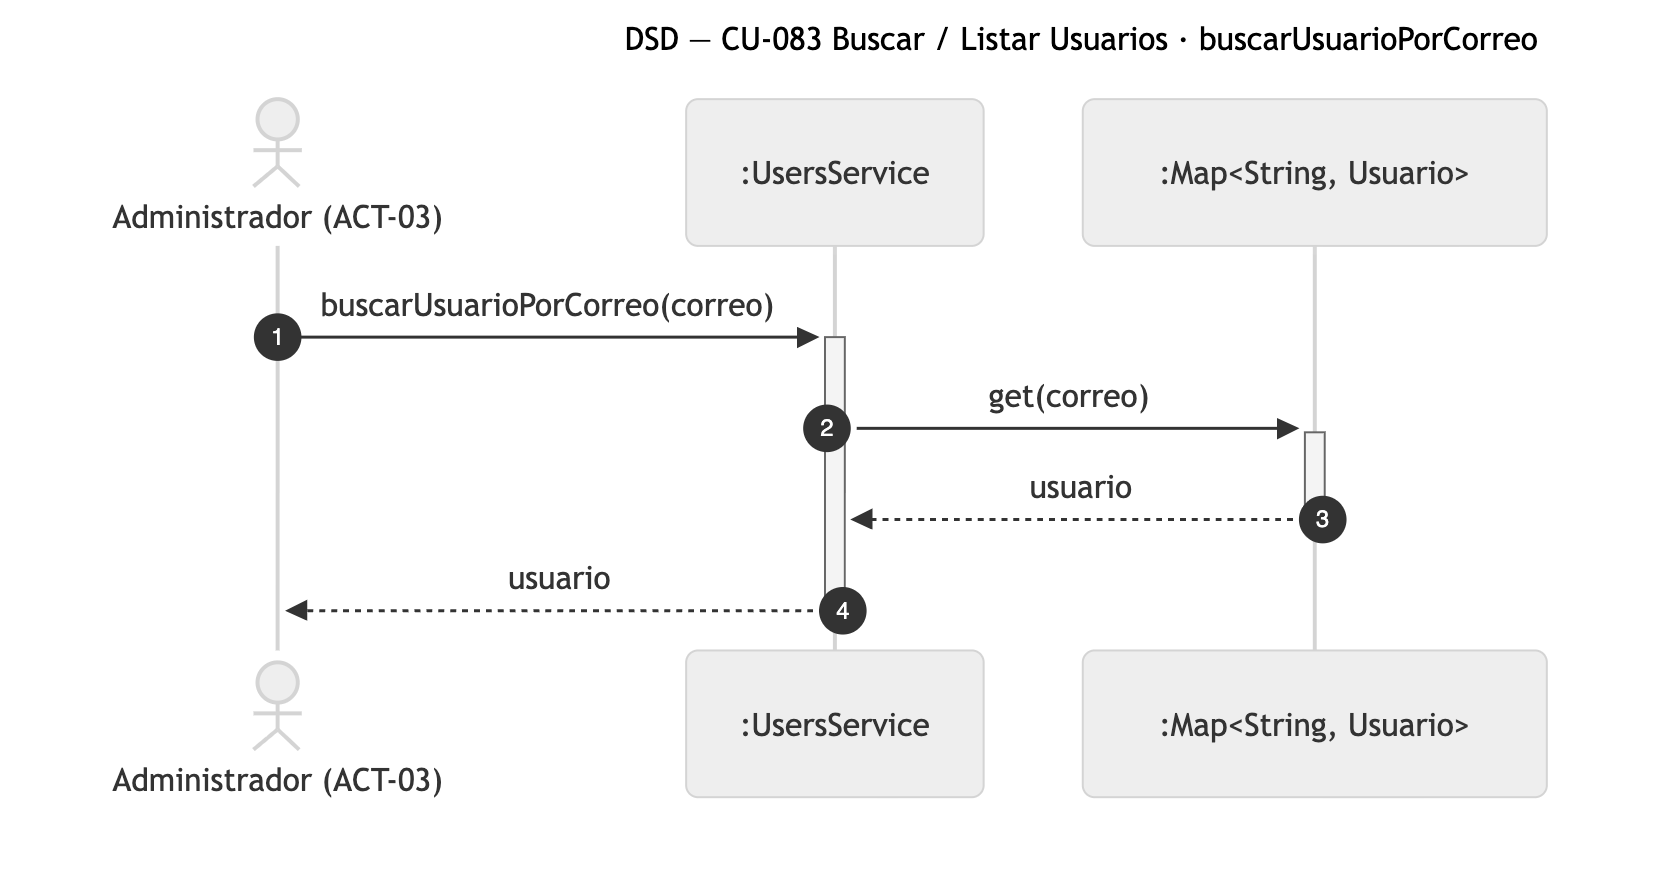 DSD — CU-083 Buscar / Listar Usuarios · buscarUsuarioPorCorreo
Administrador (ACT-03)
:UsersService
:Map<String, Usuario>
buscarUsuarioPorCorreo(correo)
1
get(correo)
2
usuario
3
usuario
4
Administrador (ACT-03)
:UsersService
:Map<String, Usuario>